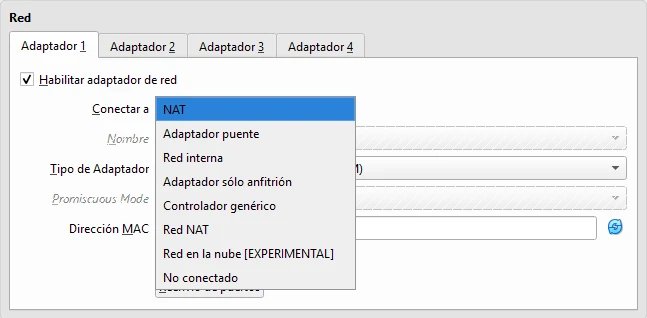 Red
Adaptador 1 Adaptador 2 Adaptador 3 Adaptador 4
Habilitar adaptador de red
Conectar a
NAT
Adaptador puente
Nombre
Red interna
Tipo de Adaptador
Adaptador sólo anfitrión
Promiscuous Mode
Controlador genérico
Dirección MAC
Red NAT
Red en la nube [EXPERIMENTAL]
No conectado